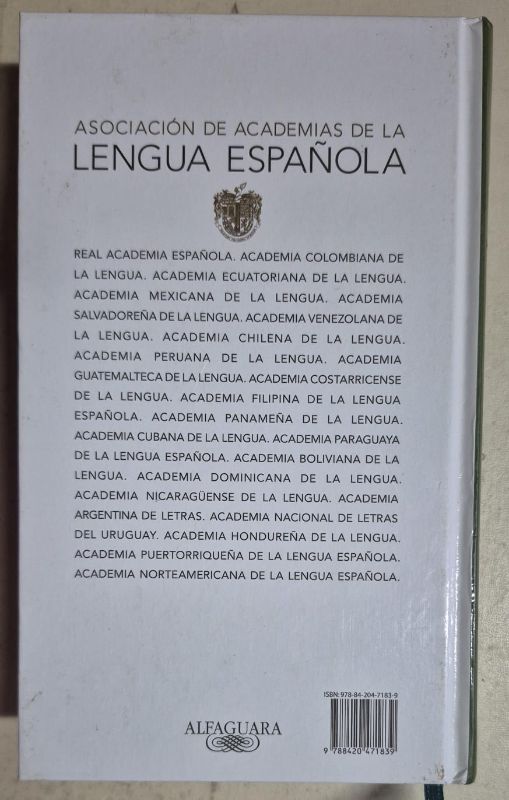 ASOCIACIÓN DE ACADEMIAS DE LA
LENGUA ESPAÑOLA
REAL ACADEMIA ESPAÑOLA. ACADEMIA COLOMBIANA DE
LA LENGUA. ACADEMIA ECUATORIANA DE LA LENGUA.
ACADEMIA MEXICANA DE LA LENGUA. ACADEMIA
SALVADOREÑA DE LA LENGUA. ACADEMIA VENEZOLANA DE
LA LENGUA. ACADEMIA CHILENA DE LA LENGUA.
ACADEMIA PERUANA DE LA LENGUA. ACADEMIA
GUATEMALTECA DE LA LENGUA. ACADEMIA COSTARRICENSE
DE LA LENGUA. ACADEMIA FILIPINA DE LA LENGUA
ESPAÑOLA. ACADEMIA PANAMEÑA DE LA LENGUA.
ACADEMIA CUBANA DE LA LENGUA. ACADEMIA PARAGUAYA
DE LA LENGUA ESPAÑOLA. ACADEMIA BOLIVIANA DE LA
LENGUA. ACADEMIA DOMINICANA DE LA LENGUA.
ACADEMIA NICARAGÜENSE DE LA LENGUA. ACADEMIA
ARGENTINA DE LETRAS. ACADEMIA NACIONAL DE LETRAS
DEL URUGUAY. ACADEMIA HONDUREÑA DE LA LENGUA.
ACADEMIA PUERTORRIQUEÑA DE LA LENGUA ESPAÑOLA.
ACADEMIA NORTEAMERICANA DE LA LENGUA ESPAÑOLA.
ISBN: 978-84-204-7183-9
ALFAGUARA
9 788420 471839